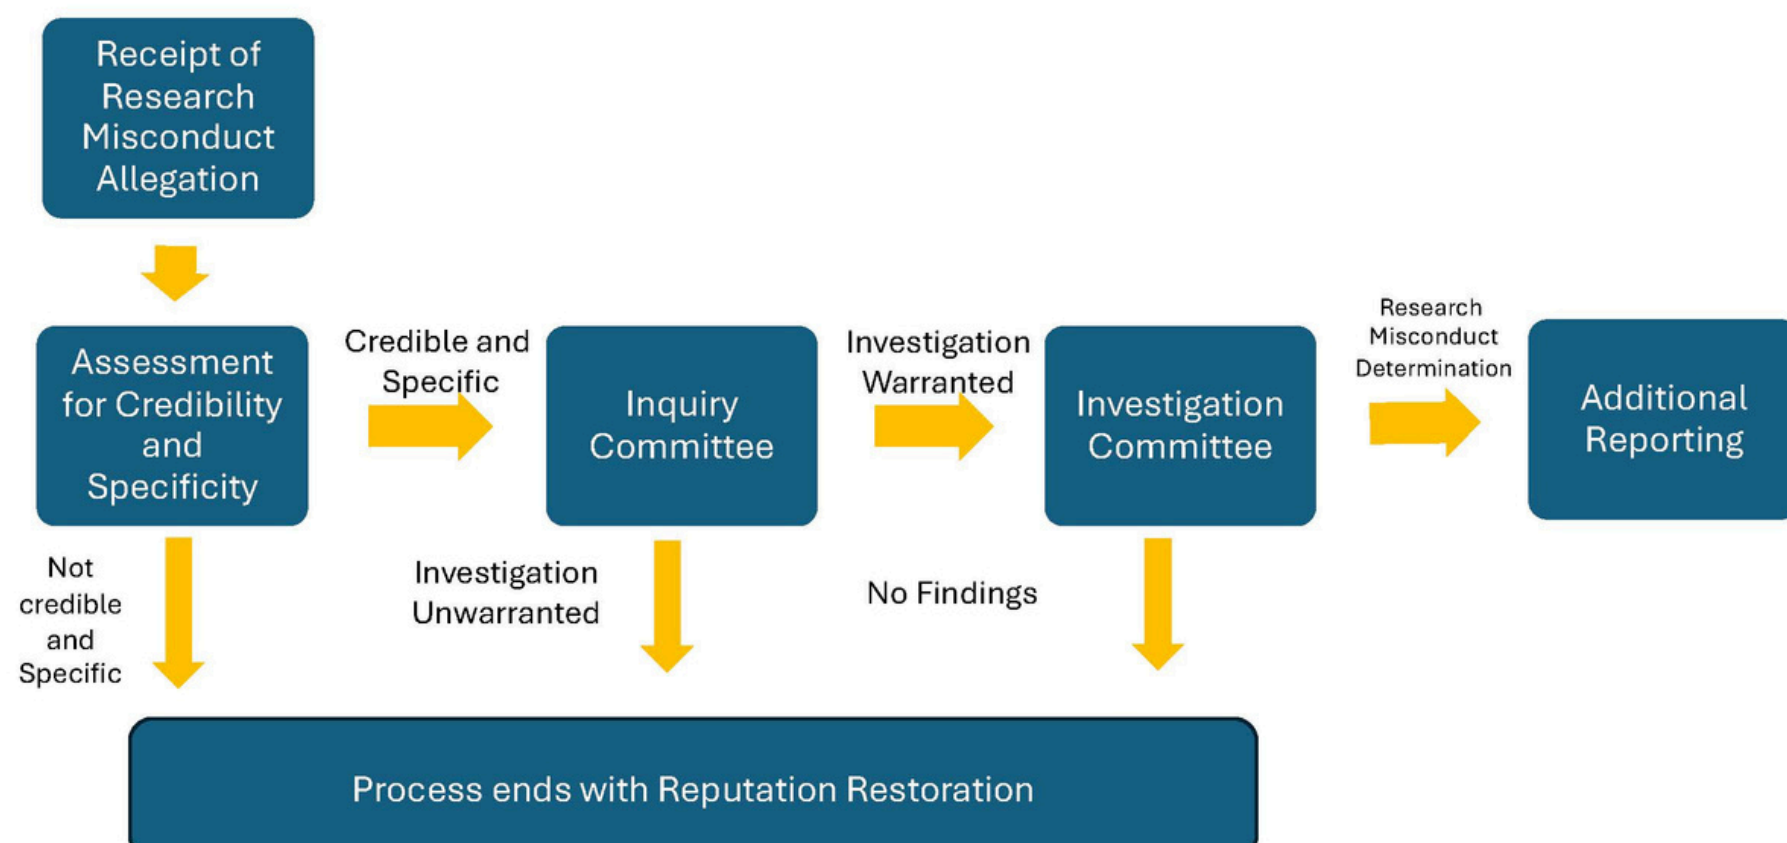 Receipt of
Research
Misconduct
Allegation
Assessment
for Credibility
and
Specificity
Credible and
Specific
Inquiry
Committee
Investigation
Warranted
Investigation
Committee
Research
Misconduct
Determination
Additional
Reporting
Not
credible
and
Specific
Investigation
Unwarranted
No Findings
Process ends with Reputation Restoration